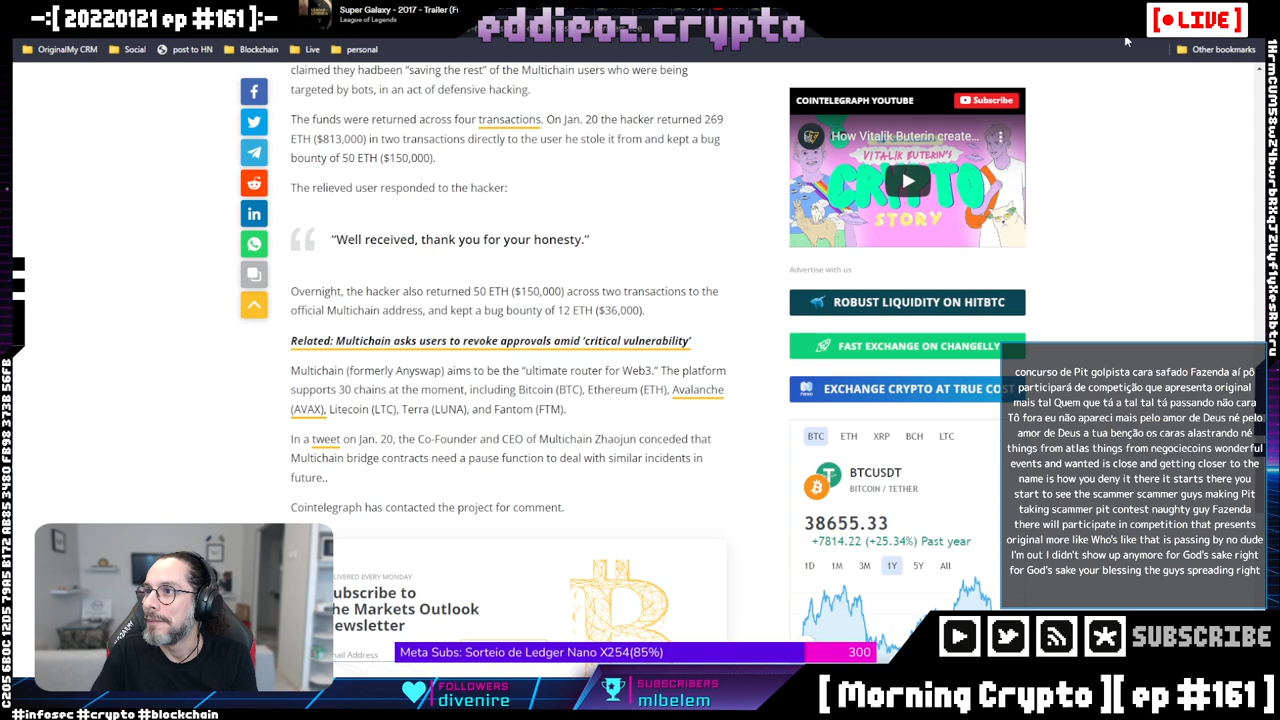 -:[ 20220121 ep #161 ]:-
Super Galaxy - 2017 - Trailer (Fi
League of Legends
eddieoz.crypto
[● LIVE ]
OriginalMy CRM
Social
post to HN
Blockchain
Live
personal
Other bookmarks
claimed they hadbeen “saving the rest” of the Multichain users who were being
targeted by bots, in an act of defensive hacking.
The funds were returned across four transactions. On Jan. 20 the hacker returned 269
ETH ($813,000) in two transactions directly to the user he stole it from and kept a bug
bounty of 50 ETH ($150,000).
The relieved user responded to the hacker:
“Well received, thank you for your honesty.”
Overnight, the hacker also returned 50 ETH ($150,000) across two transactions to the
official Multichain address, and kept a bug bounty of 12 ETH ($36,000).
Related: Multichain asks users to revoke approvals amid ‘critical vulnerability’
Multichain (formerly Anyswap) aims to be the “ultimate router for Web3.” The platform
supports 30 chains at the moment, including Bitcoin (BTC), Ethereum (ETH), Avalanche
(AVAX), Litecoin (LTC), Terra (LUNA), and Fantom (FTM).
In a tweet on Jan. 20, the Co-Founder and CEO of Multichain Zhaojun conceded that
Multichain bridge contracts need a pause function to deal with similar incidents in
future..
Cointelegraph has contacted the project for comment.
LIVERED EVERY MONDAY
ubscribe to
he Markets Outlook
ewsletter
ail Address
COINTELEGRAPH YOUTUBE
Subscribe
How Vitalik Buterin create...
VITALIK BUTERIN'S
CRYPTO
STORY
Advertise with us
ROBUST LIQUIDITY ON HITBTC
FAST EXCHANGE ON CHANGELLY
EXCHANGE CRYPTO AT TRUE COST
BTC
ETH
XRP
BCH
LTC
BTCUSDT
BITCOIN / TETHER
38655.33
+7814.22 (+25.34%) Past year
1D
1M
3M
1Y
5Y
All
concurso de Pit golpista cara safado Fazenda aí pô
participará de competição que apresenta original
mais tal Quem que tá a tal tal tá passando não cara
Tô fora eu não apareci mais pelo amor de Deus né pelo
amor de Deus a tua benção os caras alastrando né
things from atlas things from negociecoins wonderful
events and wanted is close and getting closer to the
name is how you deny it there it starts there you
start to see the scammer scammer guys making Pit
taking scammer pit contest naughty guy Fazenda
there will participate in competition that presents
original more like Who's like that is passing by no dude
I'm out I didn't show up anymore for God's sake right
for God's sake your blessing the guys spreading right
SUBSCRIBE
Meta Subs: Sorteio de Ledger Nano X254(85%)
300
FOLLOWERS
divenire
SUBSCRIBERS
mlbelem
[ Morning Crypto ][ ep #161 ]
#infosec #crypto #blockchain